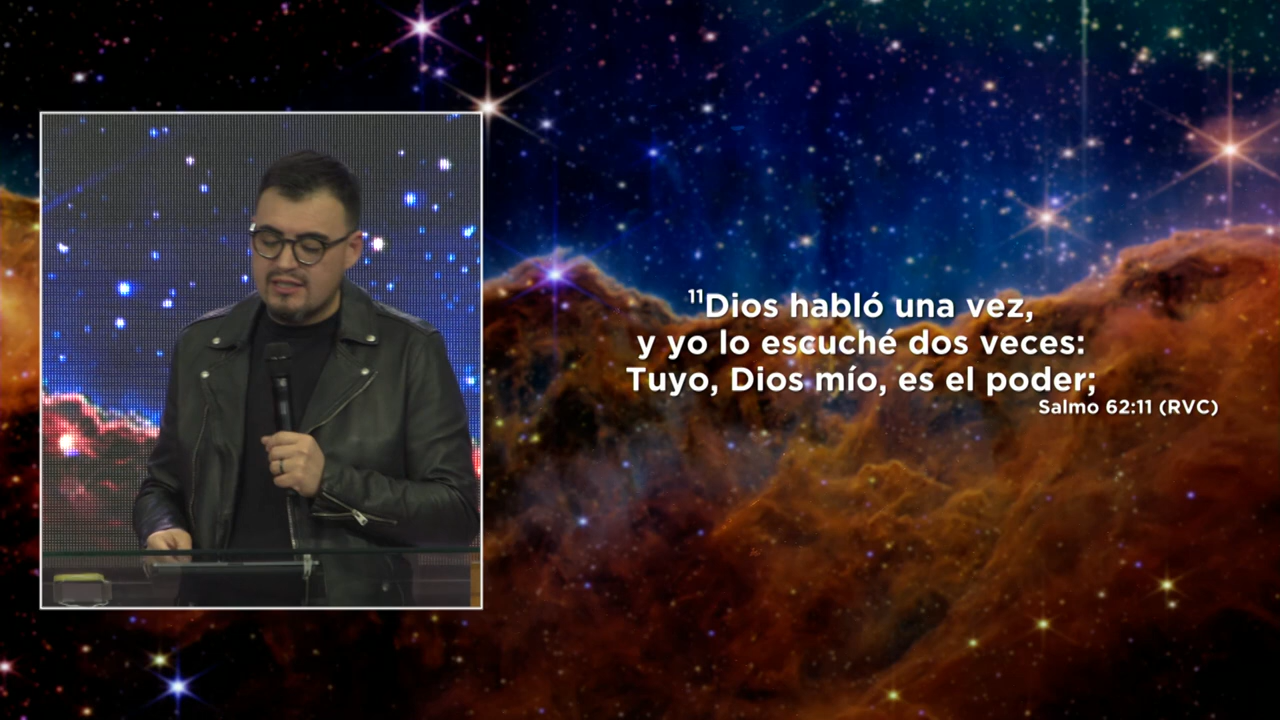 ¹¹Dios habló una vez,
y yo lo escuché dos veces:
Tuyo, Dios mío, es el poder;
Salmo 62:11 (RVC)